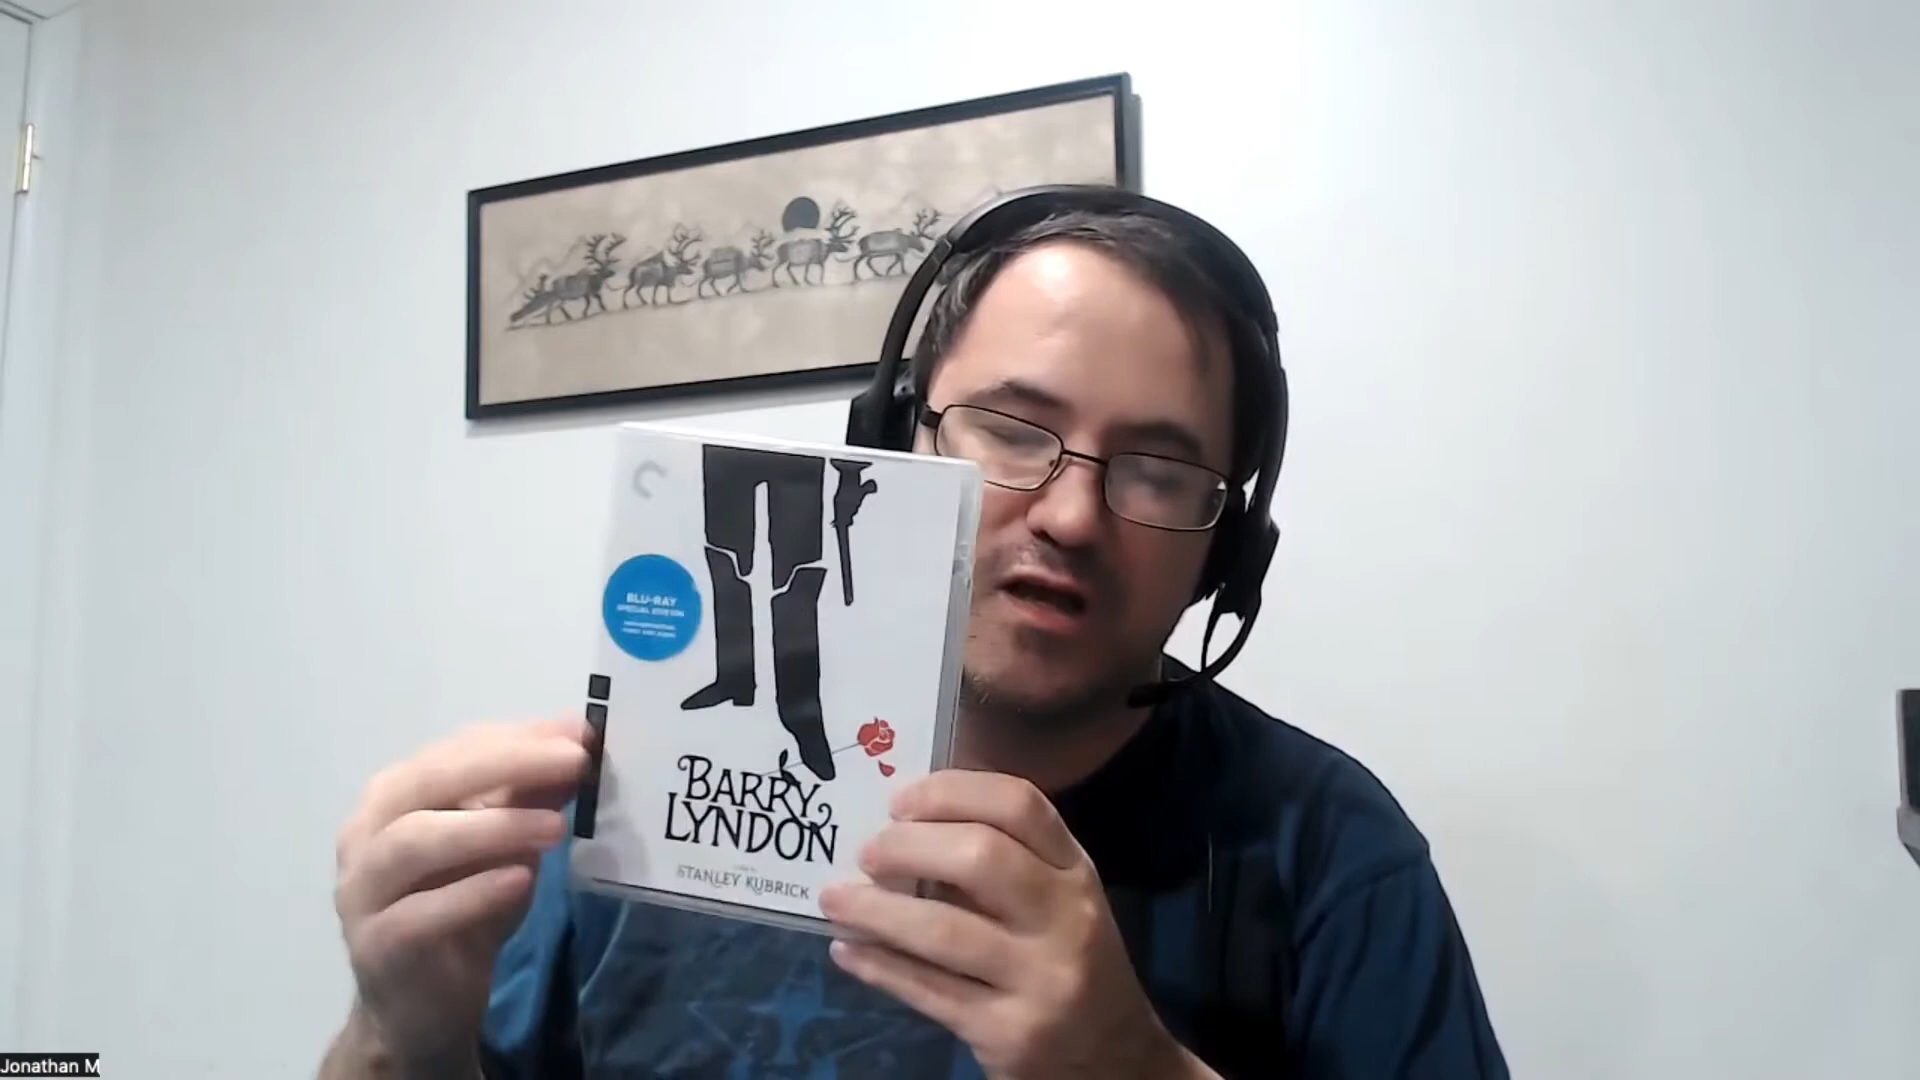 BLU-RAY
SPECIAL EDITION
BARRY
LYNDON
STANLEY KUBRICK
Jonathan M